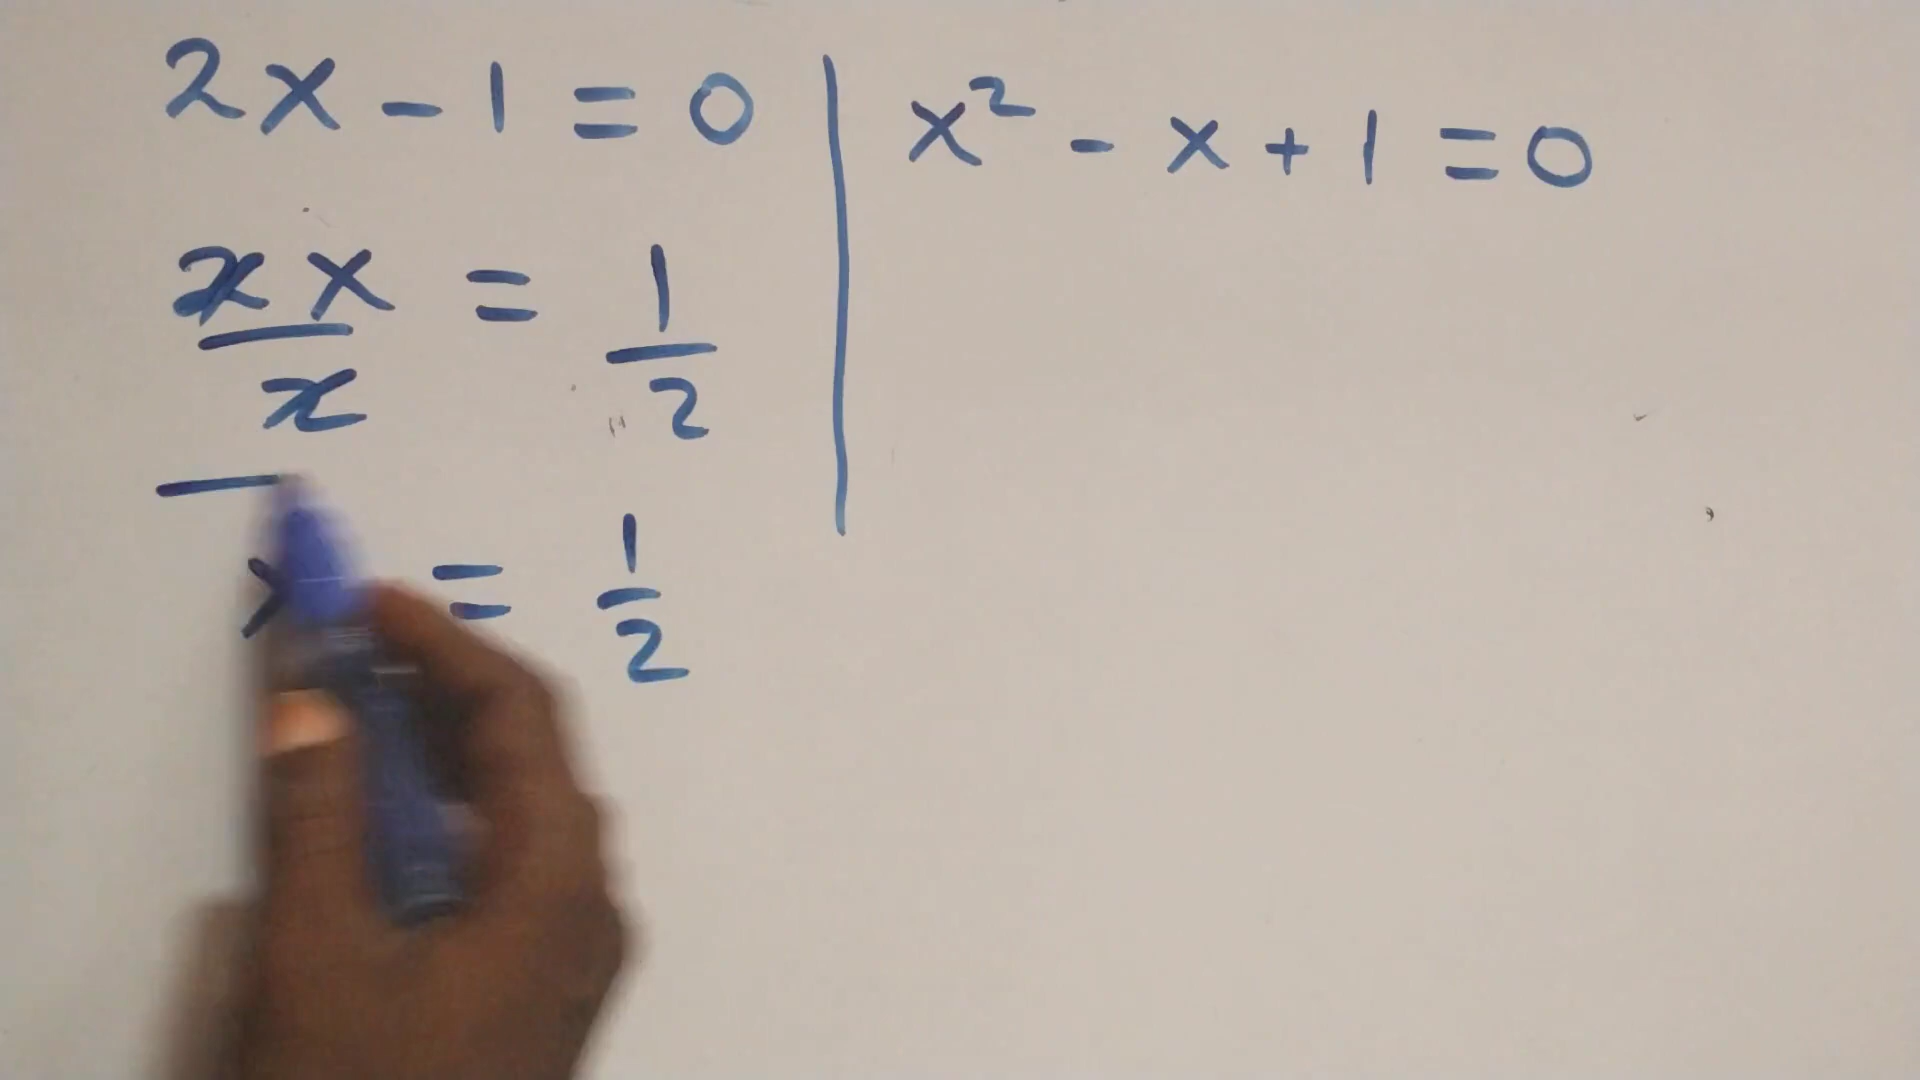 2x - 1 = 0
2x/2 = 1/2
x = 1/2
x² - x + 1 = 0